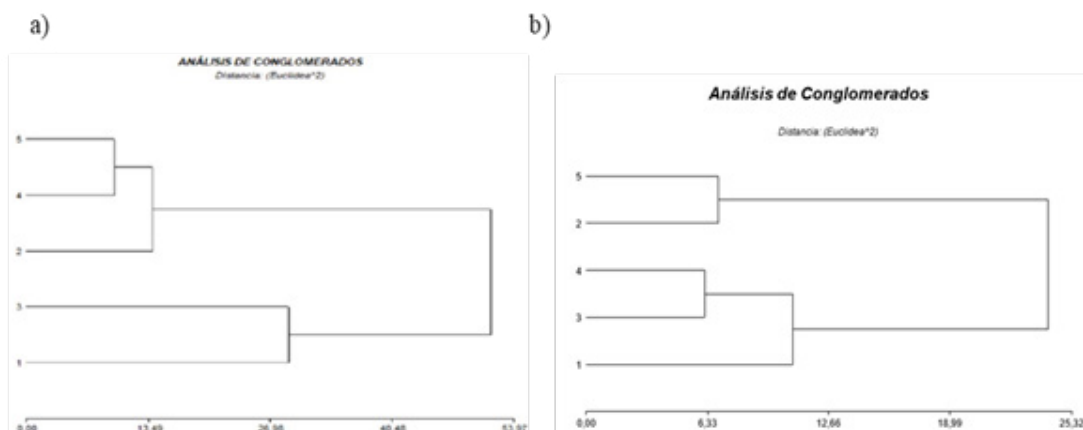 a)
ANÁLISIS DE CONGLOMERADOS
Distancia: (Euclidea^2)
5
4
2
3
1
0,00 13,49 26,98 40,48 53,97
b)
Análisis de Conglomerados
Distancia: (Euclidea^2)
5
2
4
3
1
0,00 6,33 12,66 18,99 25,32